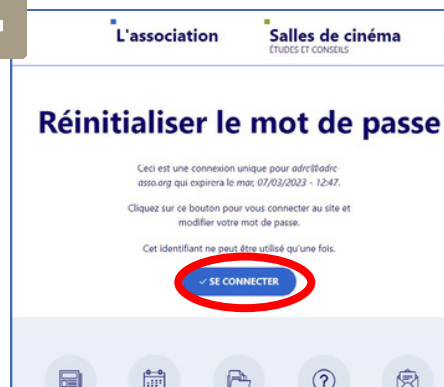 L'association
Salles de cinéma
ÉTUDES ET CONSEILS
Réinitialiser le mot de passe
Ceci est une connexion unique pour adrc@adrc-
asso.org qui expirera le mar, 07/03/2023 - 12:47.
Cliquez sur ce bouton pour vous connecter au site et
modifier votre mot de passe.
Cet identifiant ne peut être utilisé qu'une fois.
✓ SE CONNECTER